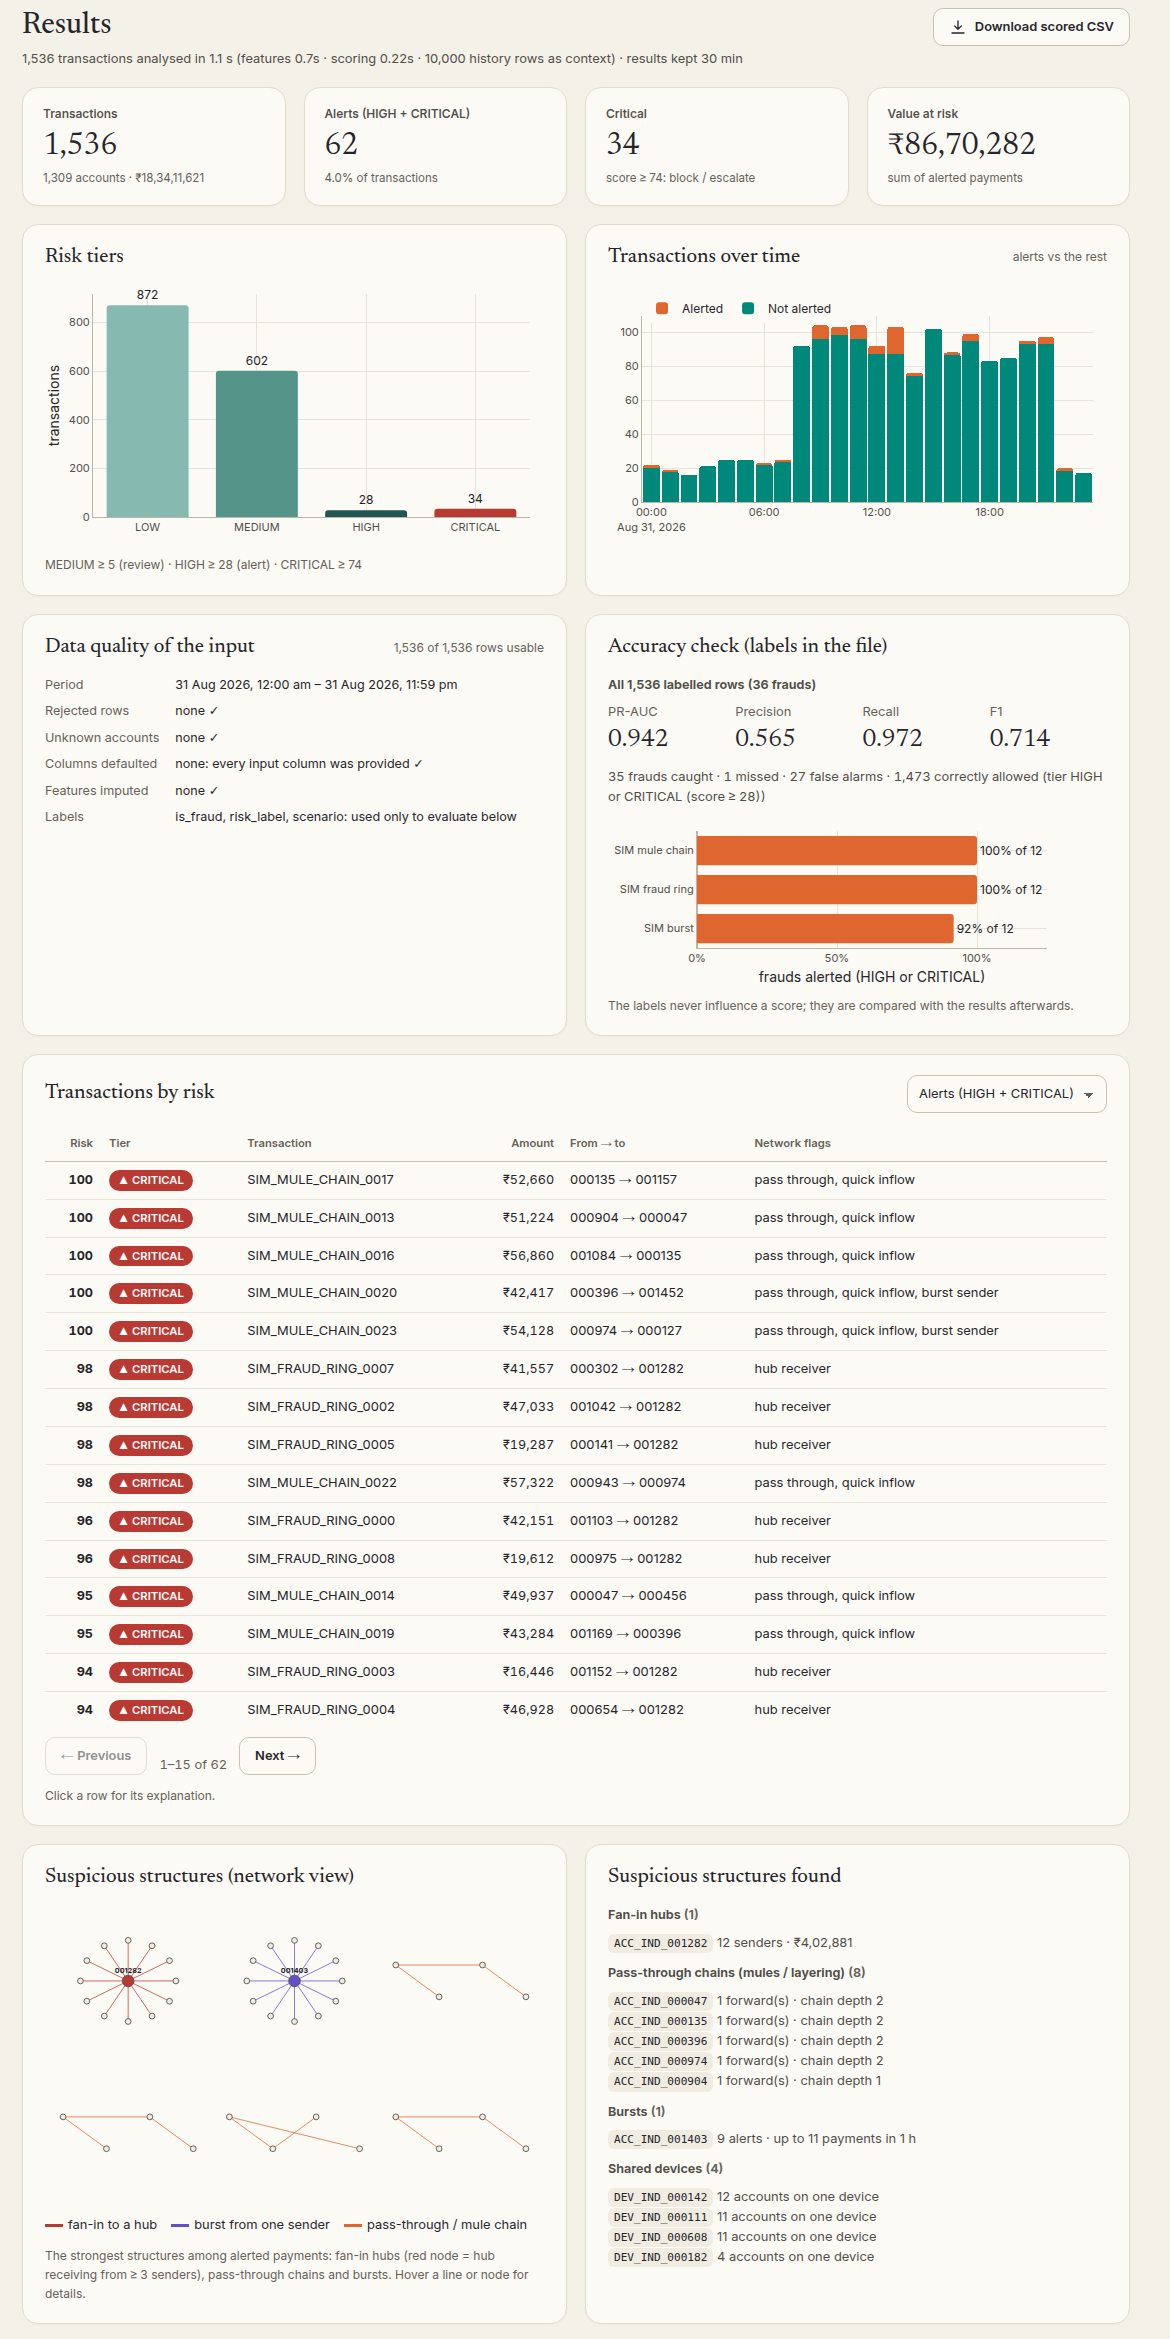 Results
Download scored CSV
1,536 transactions analysed in 1.1 s (features 0.7s · scoring 0.22s · 10,000 history rows as context) · results kept 30 min
Transactions
1,536
1,309 accounts · ₹18,34,11,621
Alerts (HIGH + CRITICAL)
62
4.0% of transactions
Critical
34
score ≥ 74: block / escalate
Value at risk
₹86,70,282
sum of alerted payments
Risk tiers
872
602
28
34
800
600
400
200
0
transactions
LOW MEDIUM HIGH CRITICAL
MEDIUM ≥ 5 (review) · HIGH ≥ 28 (alert) · CRITICAL ≥ 74
Transactions over time
alerts vs the rest
Alerted Not alerted
100
80
60
40
20
0
00:00 06:00 12:00 18:00
Aug 31, 2026
Data quality of the input
1,536 of 1,536 rows usable
Period 31 Aug 2026, 12:00 am – 31 Aug 2026, 11:59 pm
Rejected rows none ✓
Unknown accounts none ✓
Columns defaulted none: every input column was provided ✓
Features imputed none ✓
Labels is_fraud, risk_label, scenario: used only to evaluate below
Accuracy check (labels in the file)
All 1,536 labelled rows (36 frauds)
PR-AUC Precision Recall F1
0.942 0.565 0.972 0.714
35 frauds caught · 1 missed · 27 false alarms · 1,473 correctly allowed (tier HIGH
or CRITICAL (score ≥ 28))
SIM mule chain 100% of 12
SIM fraud ring 100% of 12
SIM burst 92% of 12
0% 50% 100%
frauds alerted (HIGH or CRITICAL)
The labels never influence a score; they are compared with the results afterwards.
Transactions by risk
Alerts (HIGH + CRITICAL)
Risk Tier Transaction Amount From → to Network flags
100 ▲ CRITICAL SIM_MULE_CHAIN_0017 ₹52,660 000135 → 001157 pass through, quick inflow
100 ▲ CRITICAL SIM_MULE_CHAIN_0013 ₹51,224 000904 → 000047 pass through, quick inflow
100 ▲ CRITICAL SIM_MULE_CHAIN_0016 ₹56,860 001084 → 000135 pass through, quick inflow
100 ▲ CRITICAL SIM_MULE_CHAIN_0020 ₹42,417 000396 → 001452 pass through, quick inflow, burst sender
100 ▲ CRITICAL SIM_MULE_CHAIN_0023 ₹54,128 000974 → 000127 pass through, quick inflow, burst sender
98 ▲ CRITICAL SIM_FRAUD_RING_0007 ₹41,557 000302 → 001282 hub receiver
98 ▲ CRITICAL SIM_FRAUD_RING_0002 ₹47,033 001042 → 001282 hub receiver
98 ▲ CRITICAL SIM_FRAUD_RING_0005 ₹19,287 000141 → 001282 hub receiver
98 ▲ CRITICAL SIM_MULE_CHAIN_0022 ₹57,322 000943 → 000974 pass through, quick inflow
96 ▲ CRITICAL SIM_FRAUD_RING_0000 ₹42,151 001103 → 001282 hub receiver
96 ▲ CRITICAL SIM_FRAUD_RING_0008 ₹19,612 000975 → 001282 hub receiver
95 ▲ CRITICAL SIM_MULE_CHAIN_0014 ₹49,937 000047 → 000456 pass through, quick inflow
95 ▲ CRITICAL SIM_MULE_CHAIN_0019 ₹43,284 001169 → 000396 pass through, quick inflow
94 ▲ CRITICAL SIM_FRAUD_RING_0003 ₹16,446 001152 → 001282 hub receiver
94 ▲ CRITICAL SIM_FRAUD_RING_0004 ₹46,928 000654 → 001282 hub receiver
← Previous 1–15 of 62 Next →
Click a row for its explanation.
Suspicious structures (network view)
001282 001403
fan-in to a hub burst from one sender pass-through / mule chain
The strongest structures among alerted payments: fan-in hubs (red node = hub
receiving from ≥ 3 senders), pass-through chains and bursts. Hover a line or node for
details.
Suspicious structures found
Fan-in hubs (1)
ACC_IND_001282 12 senders · ₹4,02,881
Pass-through chains (mules / layering) (8)
ACC_IND_000047 1 forward(s) · chain depth 2
ACC_IND_000135 1 forward(s) · chain depth 2
ACC_IND_000396 1 forward(s) · chain depth 2
ACC_IND_000974 1 forward(s) · chain depth 2
ACC_IND_000904 1 forward(s) · chain depth 1
Bursts (1)
ACC_IND_001403 9 alerts · up to 11 payments in 1 h
Shared devices (4)
DEV_IND_000142 12 accounts on one device
DEV_IND_000111 11 accounts on one device
DEV_IND_000608 11 accounts on one device
DEV_IND_000182 4 accounts on one device